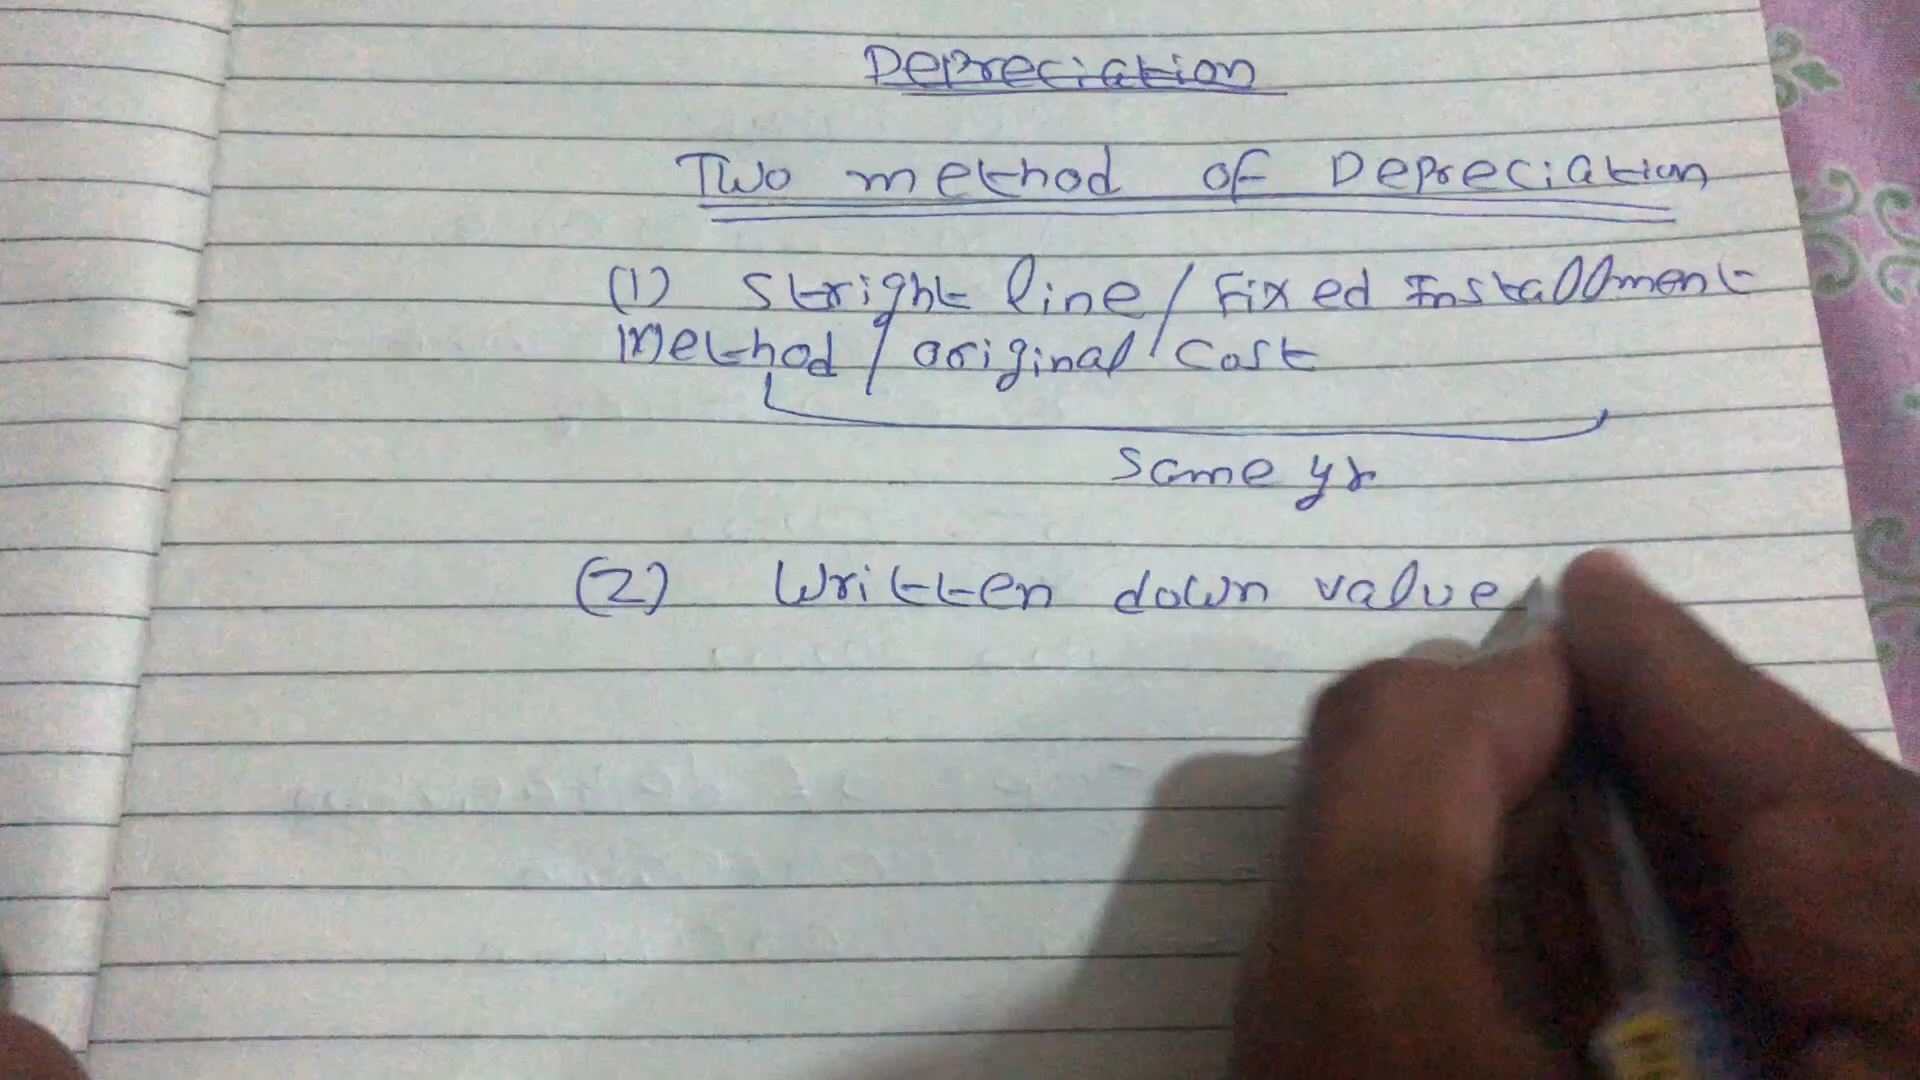 Depreciation
Two method of Depreciation
(1) Stright line / Fixed Installment
Method / original cost
Same yr
(2) Written down value